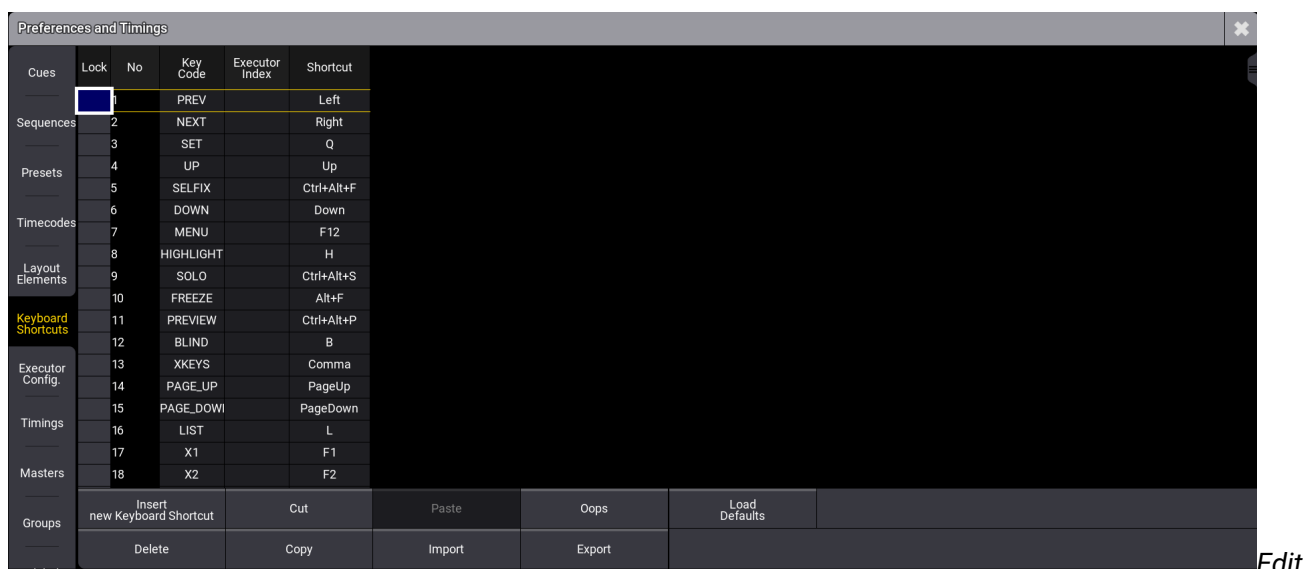 Preferences and Timings
Cues
Sequences
Presets
Timecodes
Layout
Elements
Keyboard
Shortcuts
Executor
Config.
Timings
Masters
Groups
Lock No Key Code Executor Index Shortcut
1 PREV Left
2 NEXT Right
3 SET Q
4 UP Up
5 SELFIX Ctrl+Alt+F
6 DOWN Down
7 MENU F12
8 HIGHLIGHT H
9 SOLO Ctrl+Alt+S
10 FREEZE Alt+F
11 PREVIEW Ctrl+Alt+P
12 BLIND B
13 XKEYS Comma
14 PAGE_UP PageUp
15 PAGE_DOWI PageDown
16 LIST L
17 X1 F1
18 X2 F2
Insert
new Keyboard Shortcut
Cut
Paste
Oops
Load
Defaults
Delete
Copy
Import
Export
Edit